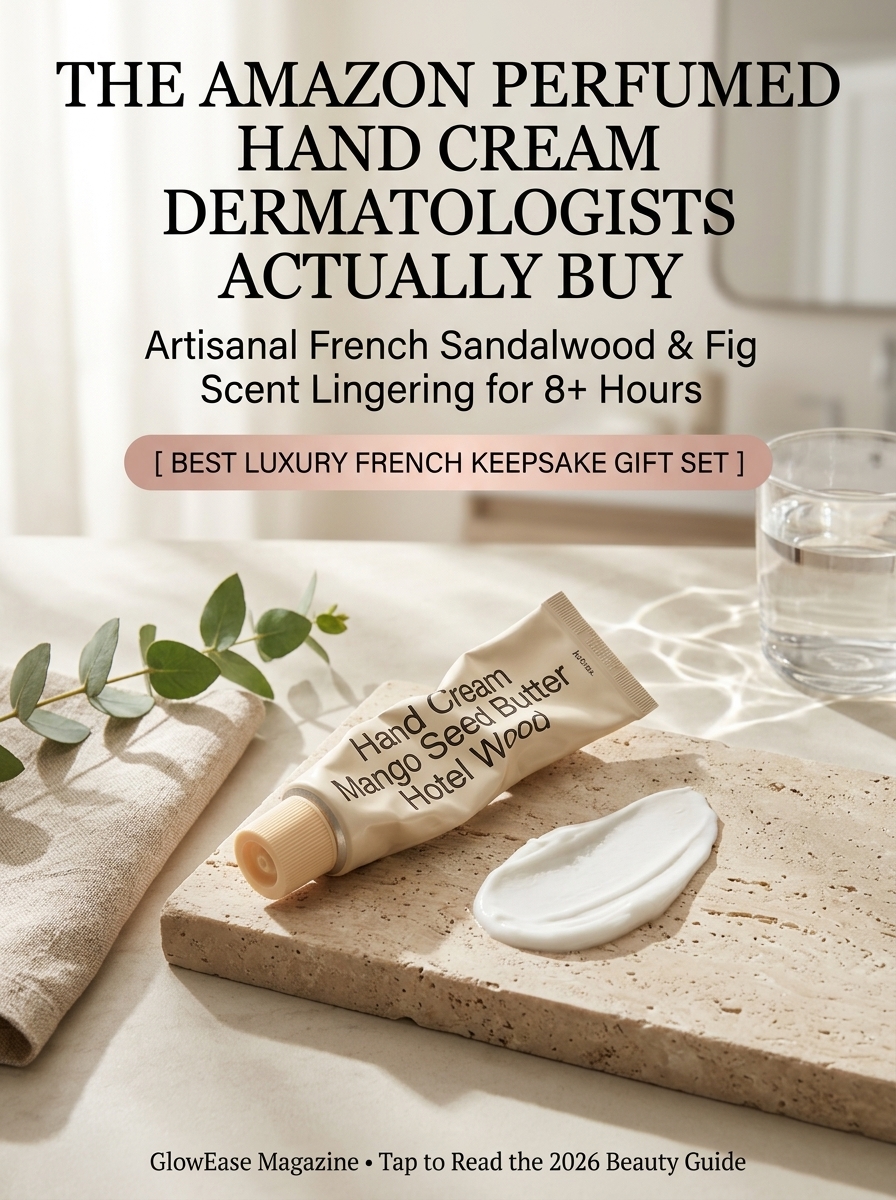 THE AMAZON PERFUMED
HAND CREAM
DERMATOLOGISTS
ACTUALLY BUY
Artisanal French Sandalwood & Fig
Scent Lingering for 8+ Hours
[ BEST LUXURY FRENCH KEEPSAKE GIFT SET ]
Hand Cream
Mango Seed Butter
Hotel Wood
GlowEase Magazine • Tap to Read the 2026 Beauty Guide